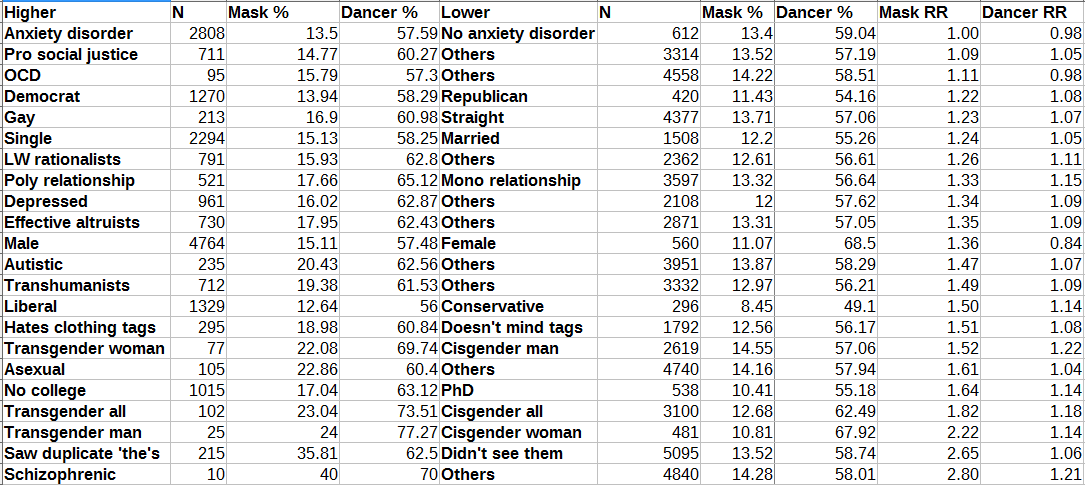 Higher N Mask % Dancer % Lower N Mask % Dancer % Mask RR Dancer RR
Anxiety disorder 2808 13.5 57.59 No anxiety disorder 612 13.4 59.04 1.00 0.98
Pro social justice 711 14.77 60.27 Others 3314 13.52 57.19 1.09 1.05
OCD 95 15.79 57.3 Others 4558 14.22 58.51 1.11 0.98
Democrat 1270 13.94 58.29 Republican 420 11.43 54.16 1.22 1.08
Gay 213 16.9 60.98 Straight 4377 13.71 57.06 1.23 1.07
Single 2294 15.13 58.25 Married 1508 12.2 55.26 1.24 1.05
LW rationalists 791 15.93 62.8 Others 2362 12.61 56.61 1.26 1.11
Poly relationship 521 17.66 65.12 Mono relationship 3597 13.32 56.64 1.33 1.15
Depressed 961 16.02 62.87 Others 2108 12 57.62 1.34 1.09
Effective altruists 730 17.95 62.43 Others 2871 13.31 57.05 1.35 1.09
Male 4764 15.11 57.48 Female 560 11.07 68.5 1.36 0.84
Autistic 235 20.43 62.56 Others 3951 13.87 58.29 1.47 1.07
Transhumanists 712 19.38 61.53 Others 3332 12.97 56.21 1.49 1.09
Liberal 1329 12.64 56 Conservative 296 8.45 49.1 1.50 1.14
Hates clothing tags 295 18.98 60.84 Doesn't mind tags 1792 12.56 56.17 1.51 1.08
Transgender woman 77 22.08 69.74 Cisgender man 2619 14.55 57.06 1.52 1.22
Asexual 105 22.86 60.4 Others 4740 14.16 57.94 1.61 1.04
No college 1015 17.04 63.12 PhD 538 10.41 55.18 1.64 1.14
Transgender all 102 23.04 73.51 Cisgender all 3100 12.68 62.49 1.82 1.18
Transgender man 25 24 77.27 Cisgender woman 481 10.81 67.92 2.22 1.14
Saw duplicate 'the's 215 35.81 62.5 Didn't see them 5095 13.52 58.74 2.65 1.06
Schizophrenic 10 40 70 Others 4840 14.28 58.01 2.80 1.21